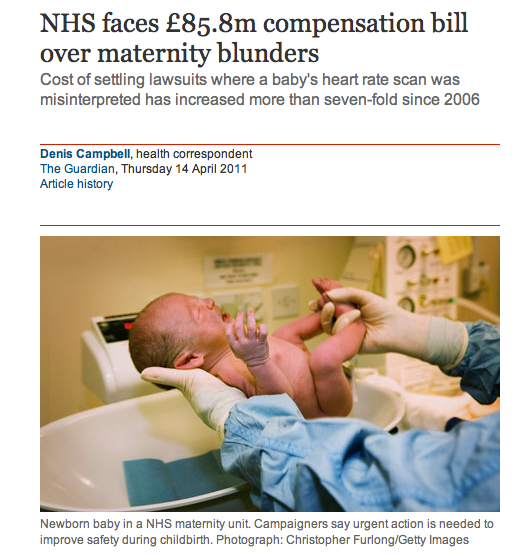 NHS faces £85.8m compensation bill
over maternity blunders
Cost of settling lawsuits where a baby's heart rate scan was
misinterpreted has increased more than seven-fold since 2006
Denis Campbell, health correspondent
The Guardian, Thursday 14 April 2011
Article history
Newborn baby in a NHS maternity unit. Campaigners say urgent action is needed to
improve safety during childbirth. Photograph: Christopher Furlong/Getty Images